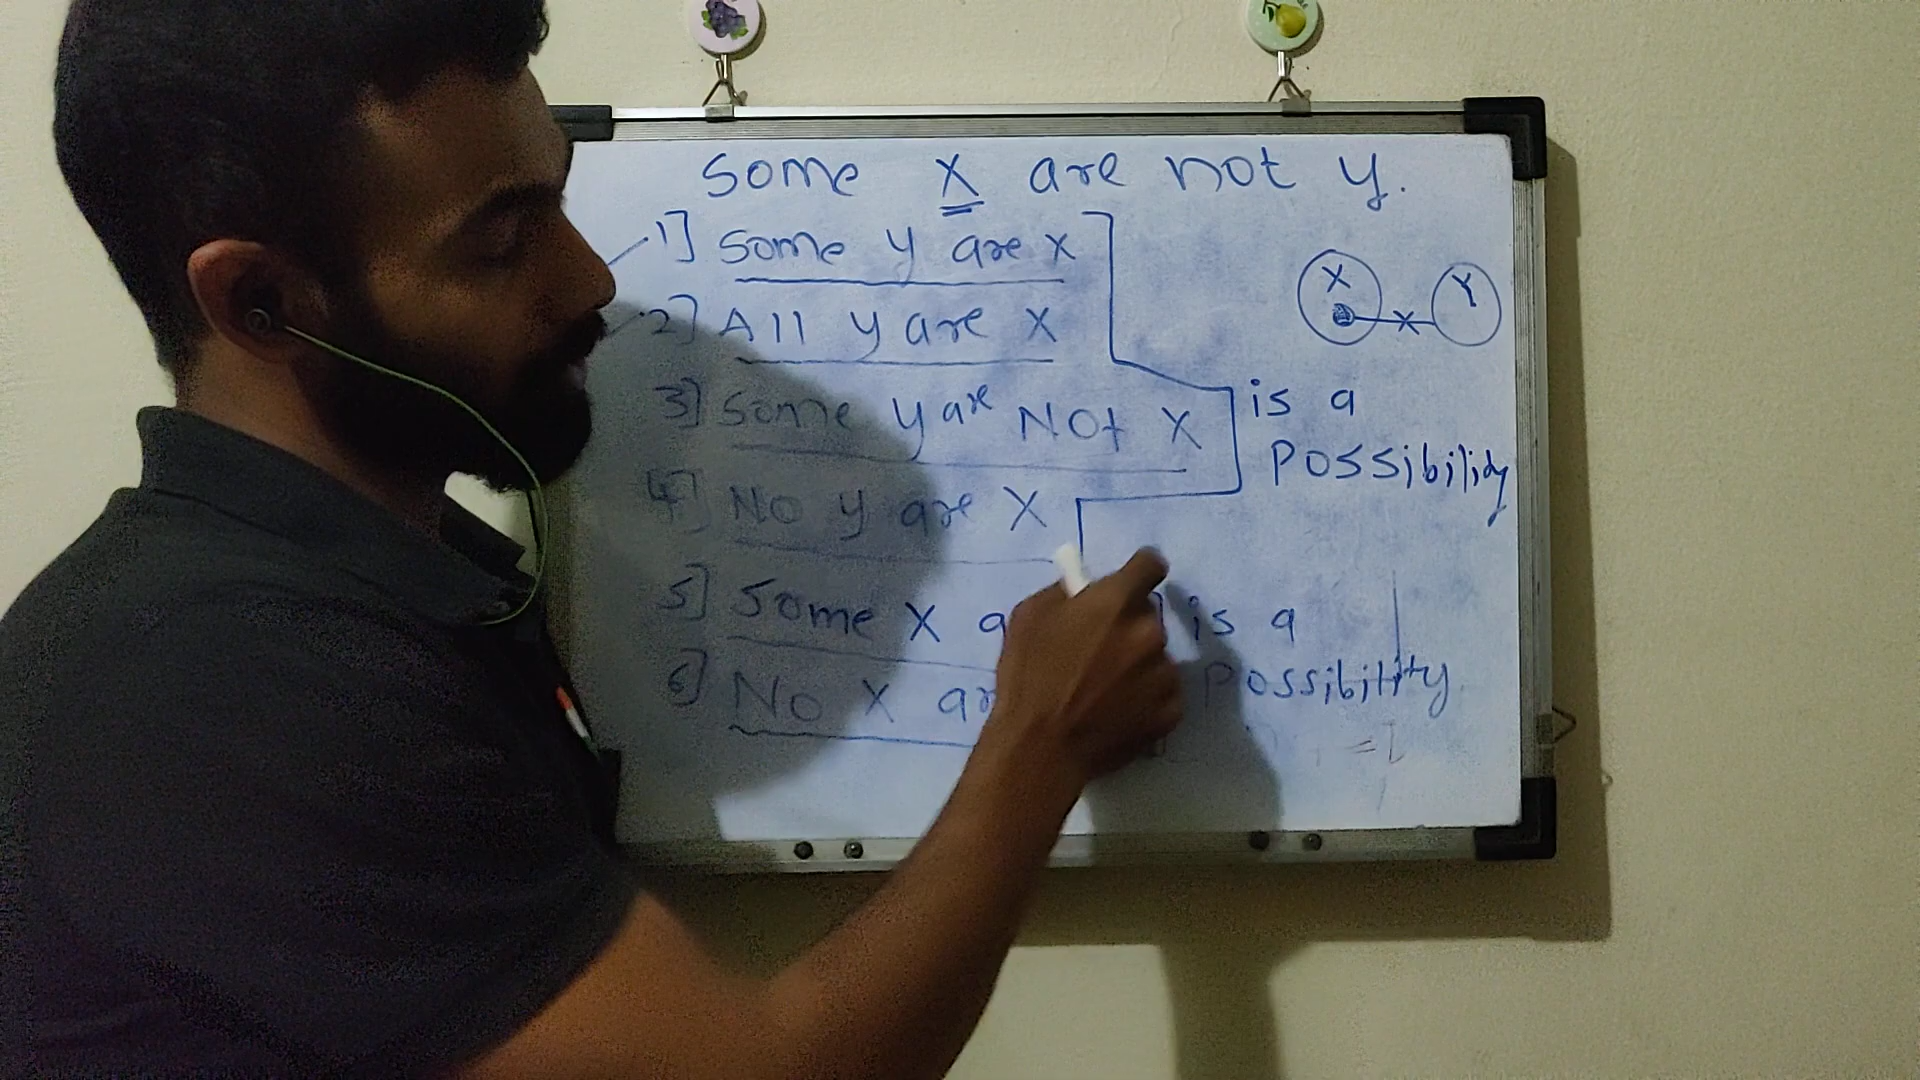 Some X are not y.
1] Some y are X
2] All y are X
3] Some y are NOt X
is a
Possibility
4] No y are X
5] Some X
is a
Possibility
6] No X
X
Y
X